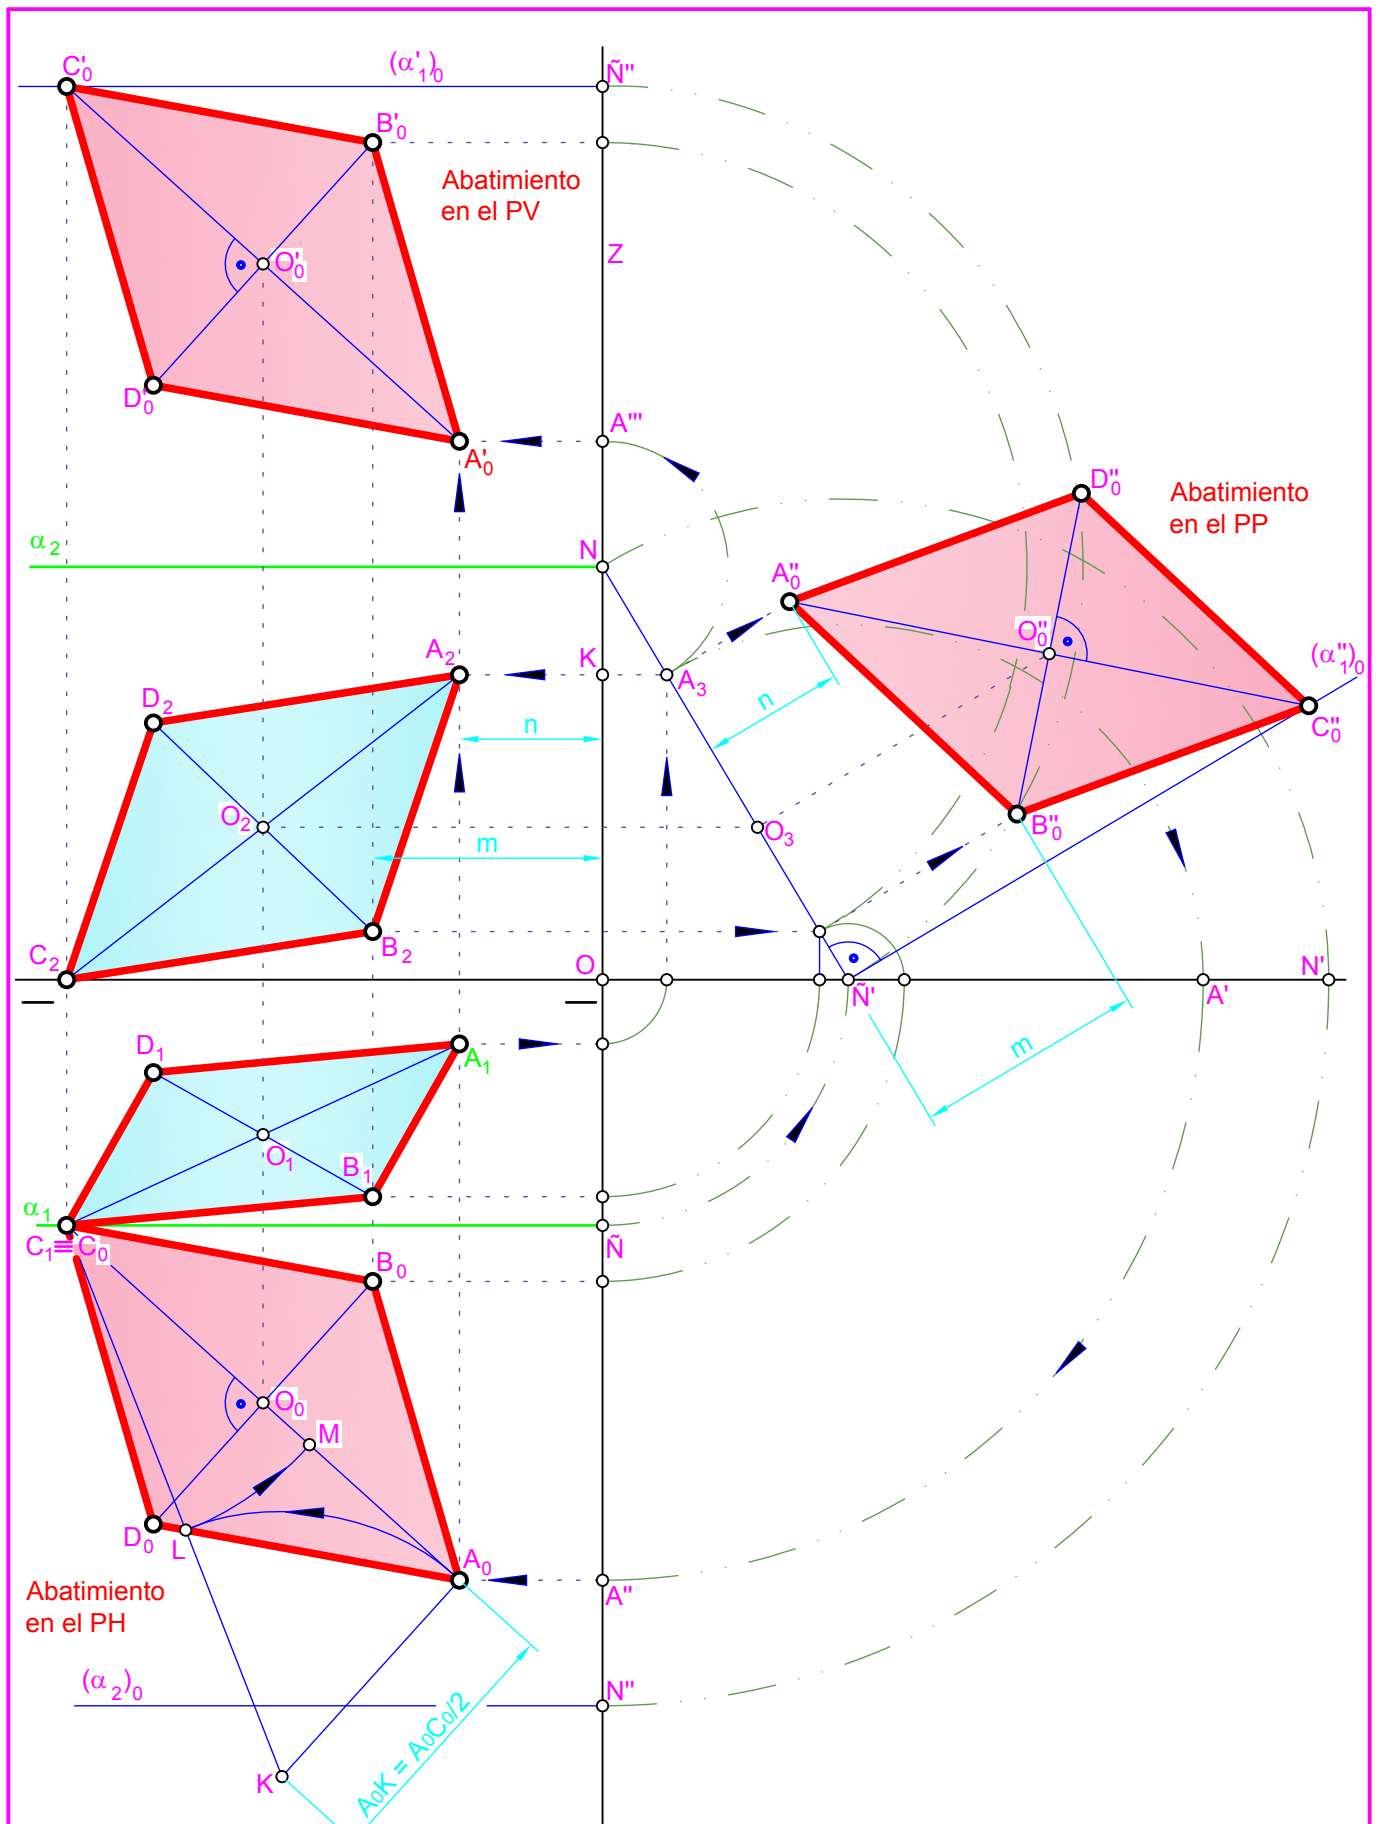 C'0
(α'1)0
Ñ''
B'0
Abatimiento
en el PV
Z
O'0
D'0
A'''
A'0
D''0
Abatimiento
en el PP
α2
N
A''0
O''0
(α''1)0
A2
K
A3
D2
n
n
C''0
O2
O3
B''0
m
C2
B2
O
Ñ'
A'
N'
D1
A1
m
O1
B1
α1
C1≡C0
Ñ
B0
O0
M
D0
L
A0
A''
Abatimiento
en el PH
(α2)0
N''
A0K = A0C0/2
K